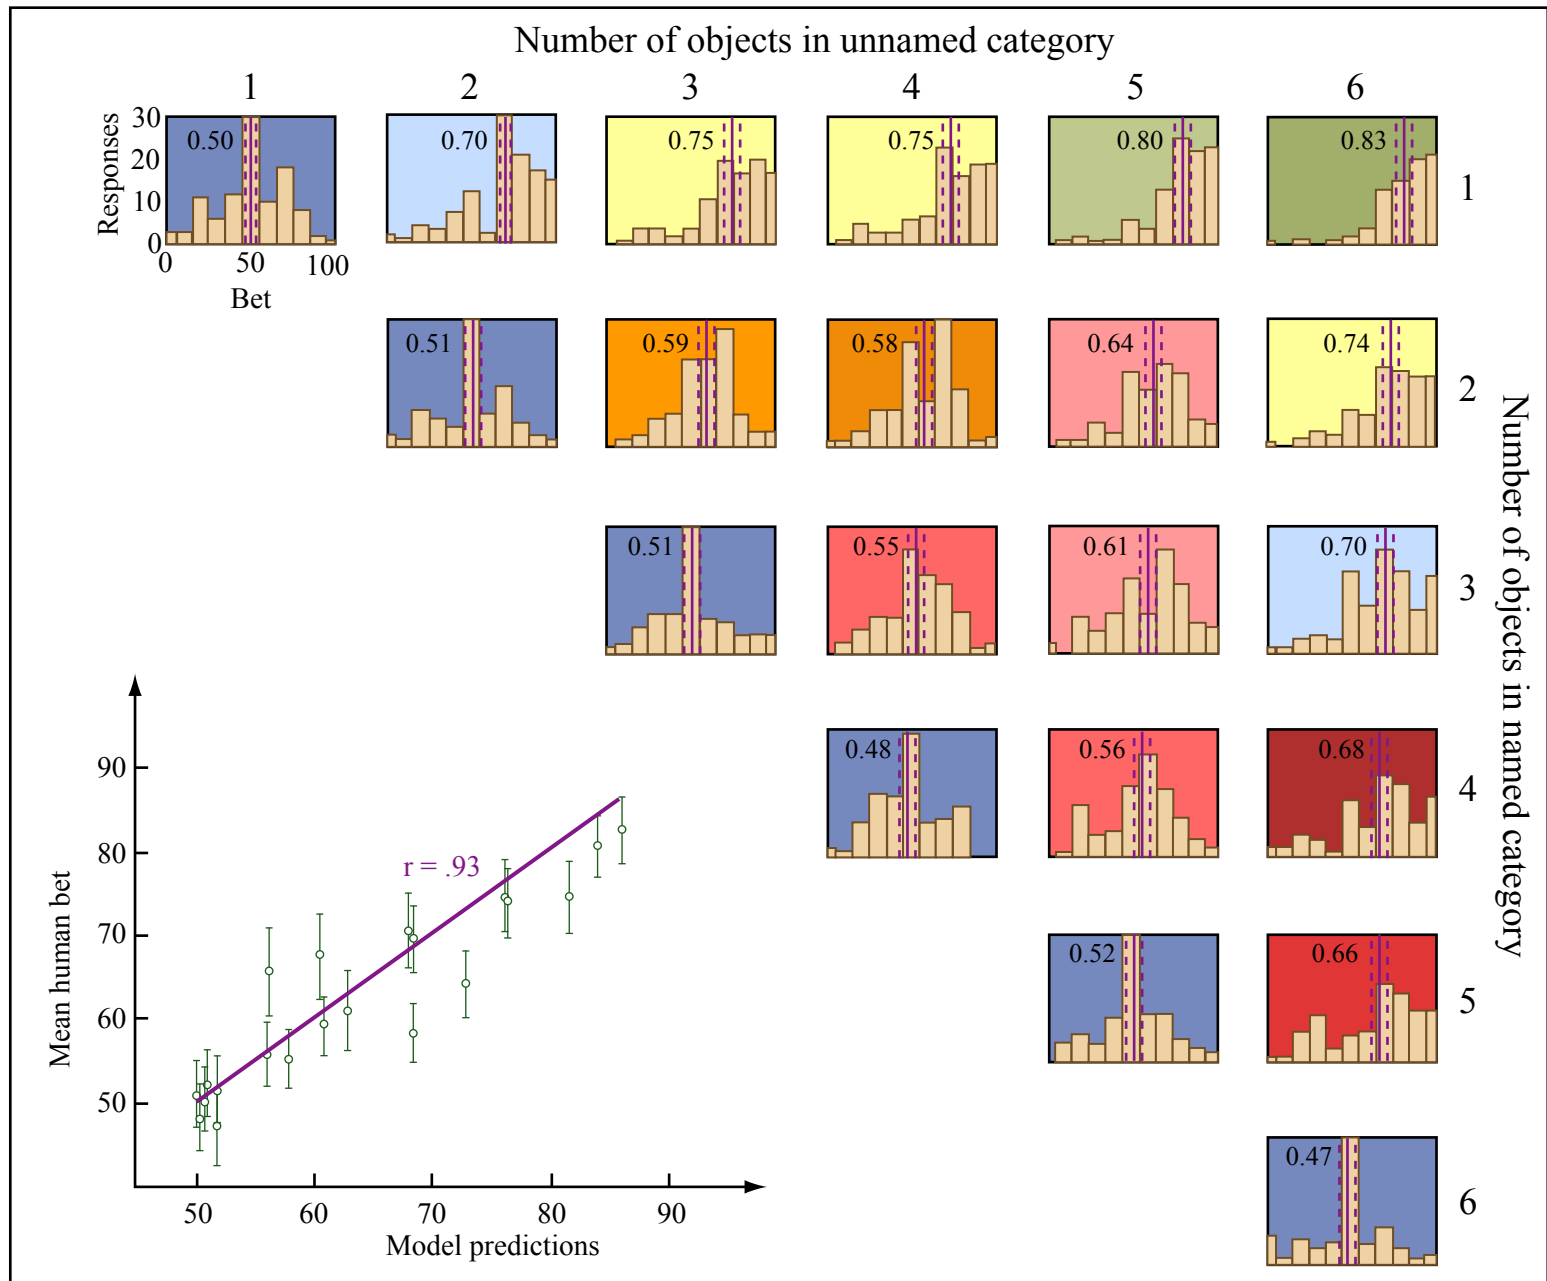 Number of objects in unnamed category
1 2 3 4 5 6
Responses
30
20
10
0
0 50 100
Bet
0.50 0.70 0.75 0.75 0.80 0.83
1
0.51 0.59 0.58 0.64 0.74
2
0.51 0.55 0.61 0.70
3
0.48 0.56 0.68
4
0.52 0.66
5
0.47
6
Number of objects in named category
Mean human bet
90
80
70
60
50
r = .93
50 60 70 80 90
Model predictions